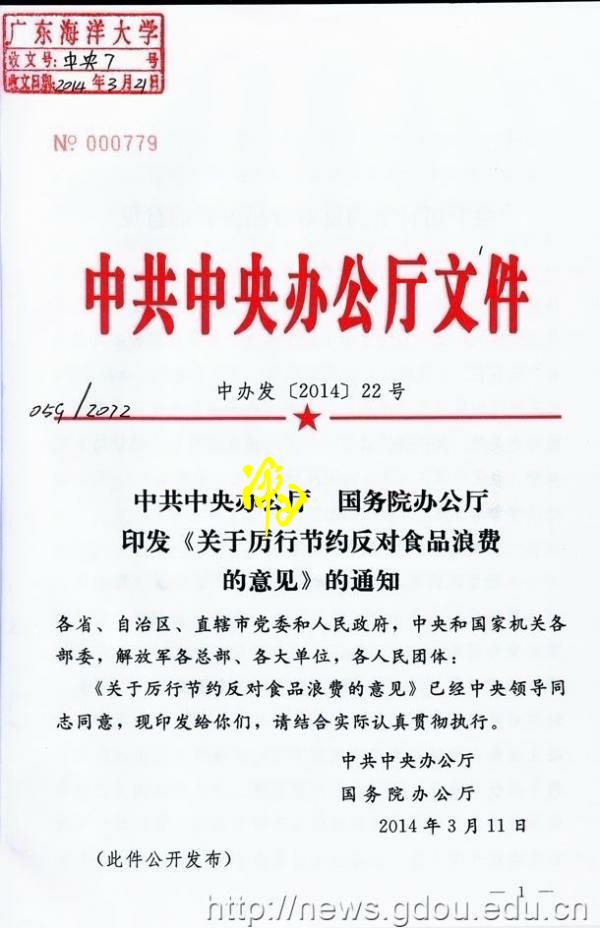 广东海洋大学
收文号:中央7 号
收文日期:2014年3月21日
№ 000779
中共中央办公厅文件
中办发〔2014〕22号
059/2022
中共中央办公厅　国务院办公厅
印发《关于厉行节约反对食品浪费
的意见》的通知
各省、自治区、直辖市党委和人民政府，中央和国家机关各
部委，解放军各总部、各大单位，各人民团体：
《关于厉行节约反对食品浪费的意见》已经中央领导同
志同意，现印发给你们，请结合实际认真贯彻执行。
中共中央办公厅
国务院办公厅
2014年3月11日
（此件公开发布）
— 1 —
http://news.gdou.edu.cn